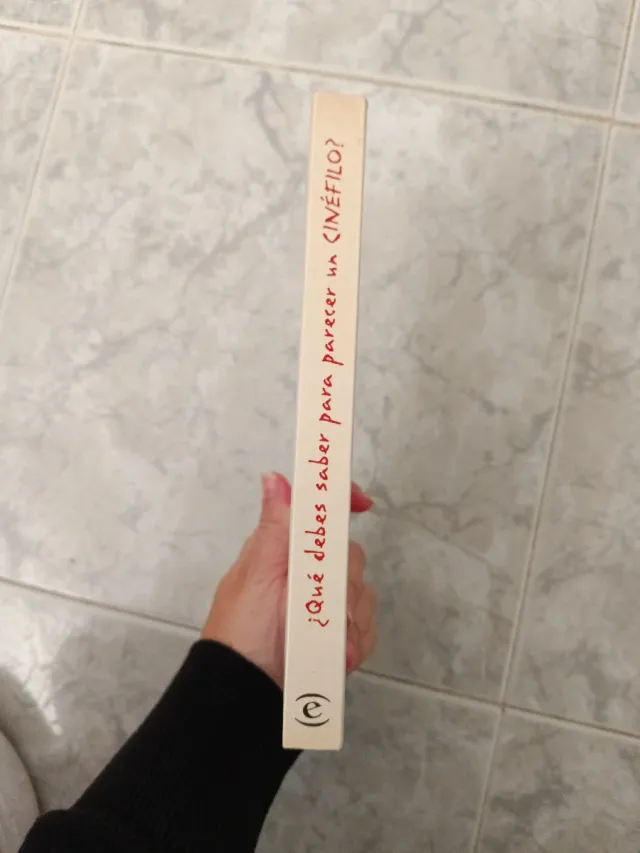 ¿Qué debes saber para parecer un CINÉFILO?
(e)